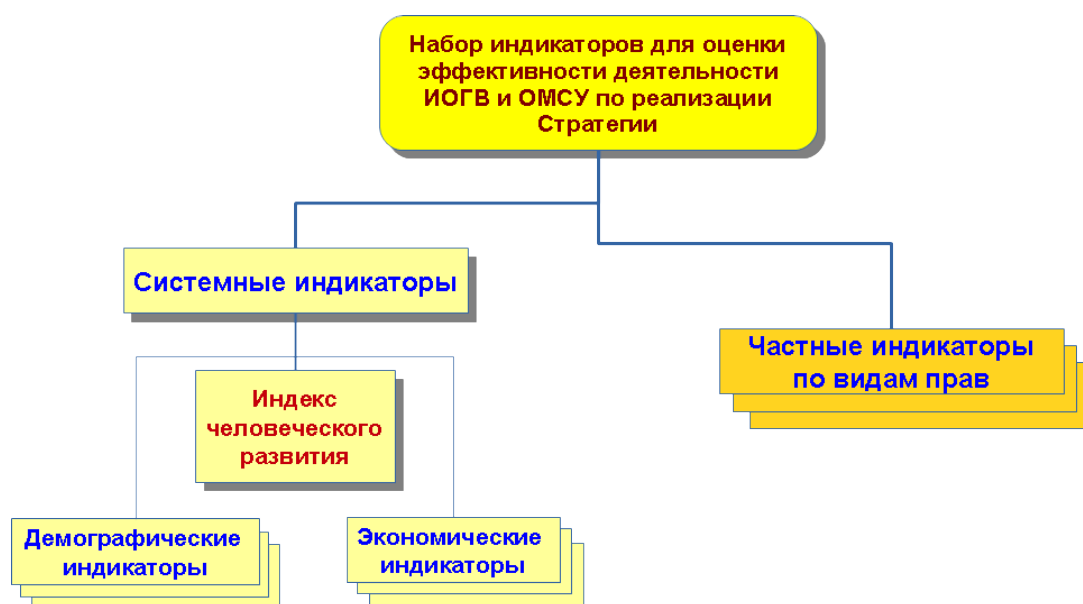 Набор индикаторов для оценки
эффективности деятельности
ИОГВ и ОМСУ по реализации
Стратегии
Системные индикаторы
Частные индикаторы
по видам прав
Индекс
человеческого
развития
Демографические
индикаторы
Экономические
индикаторы